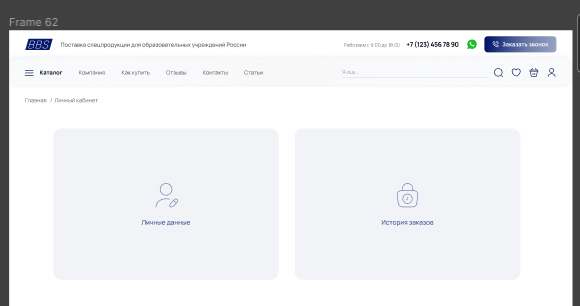 Frame 62
BBS
Поставка спецпродукции для образовательных учреждений России
Работаем с 9:00 до 18:00
+7 (123) 456 78 90
Заказать звонок
Каталог
Компания
Как купить
Отзывы
Контакты
Статьи
Главная / Личный кабинет
Личные данные
История заказов